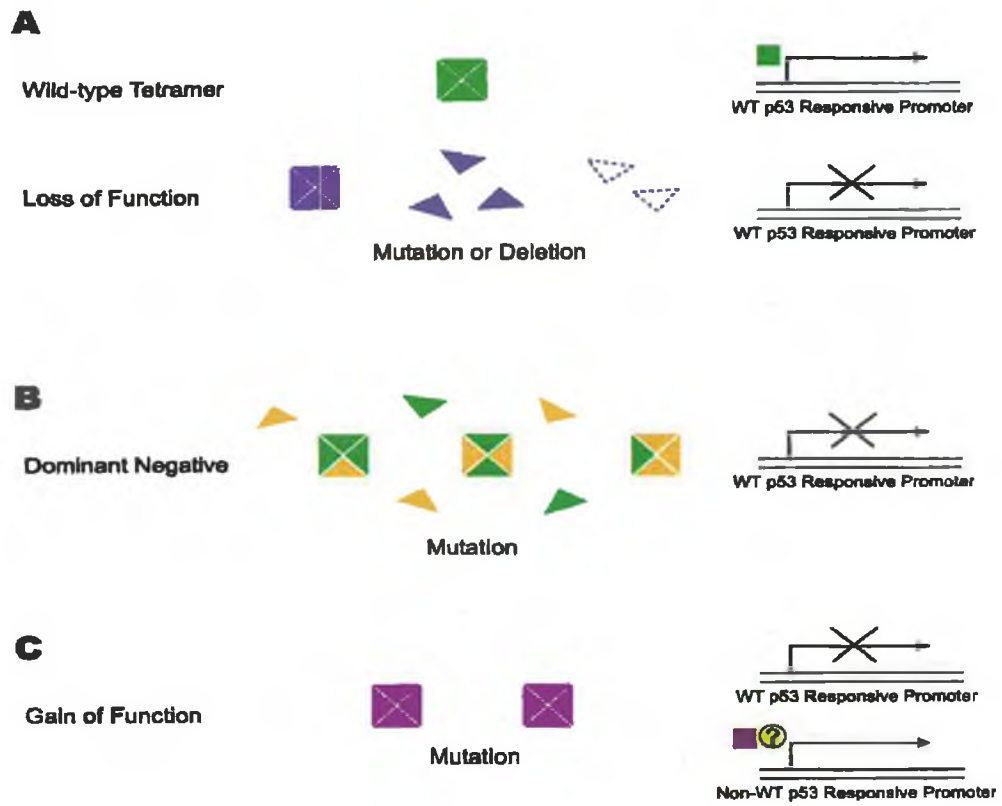 A
Wild-type Tetramer
WT p53 Responsive Promoter
Loss of Function
Mutation or Deletion
WT p53 Responsive Promoter
B
Dominant Negative
Mutation
WT p53 Responsive Promoter
C
Gain of Function
Mutation
WT p53 Responsive Promoter
?
Non-WT p53 Responsive Promoter